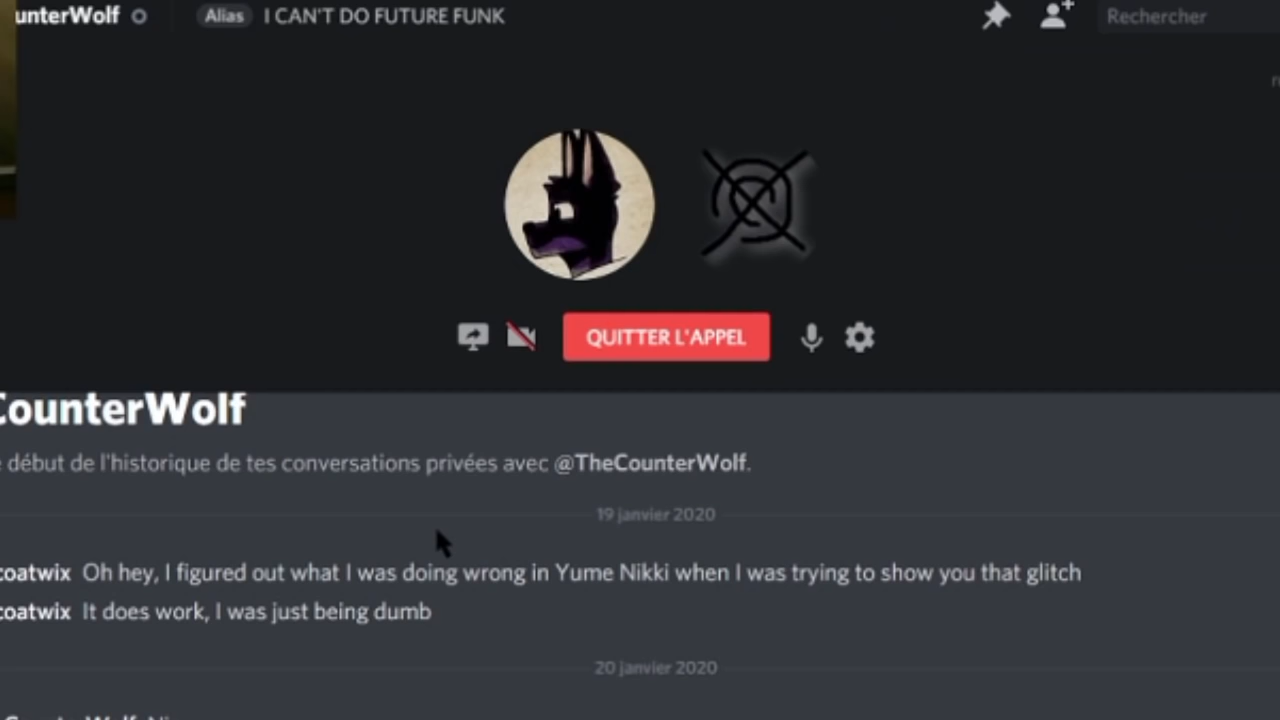 unterWolf Alias I CAN'T DO FUTURE FUNK Rechercher
QUITTER L'APPEL
CounterWolf
début de l'historique de tes conversations privées avec @TheCounterWolf.
19 janvier 2020
coatwix Oh hey, I figured out what I was doing wrong in Yume Nikki when I was trying to show you that glitch
coatwix It does work, I was just being dumb
20 janvier 2020